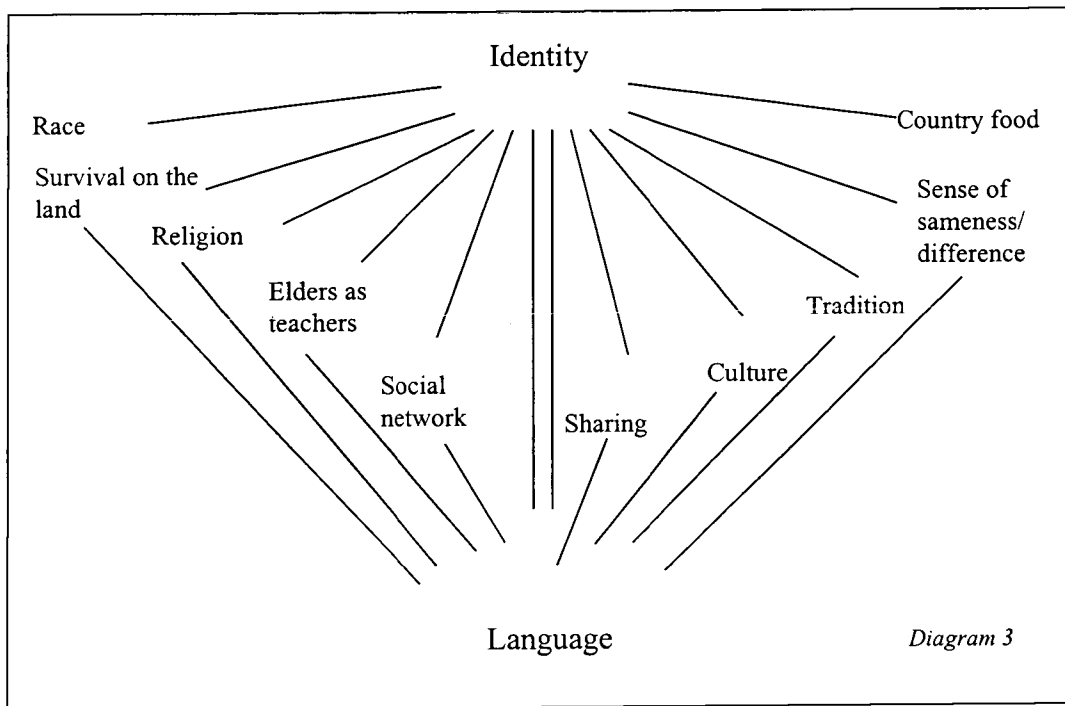 Identity
Race
Country food
Survival on the
land
Sense of
sameness/
difference
Religion
Elders as
teachers
Tradition
Social
network
Culture
Sharing
Language
Diagram 3